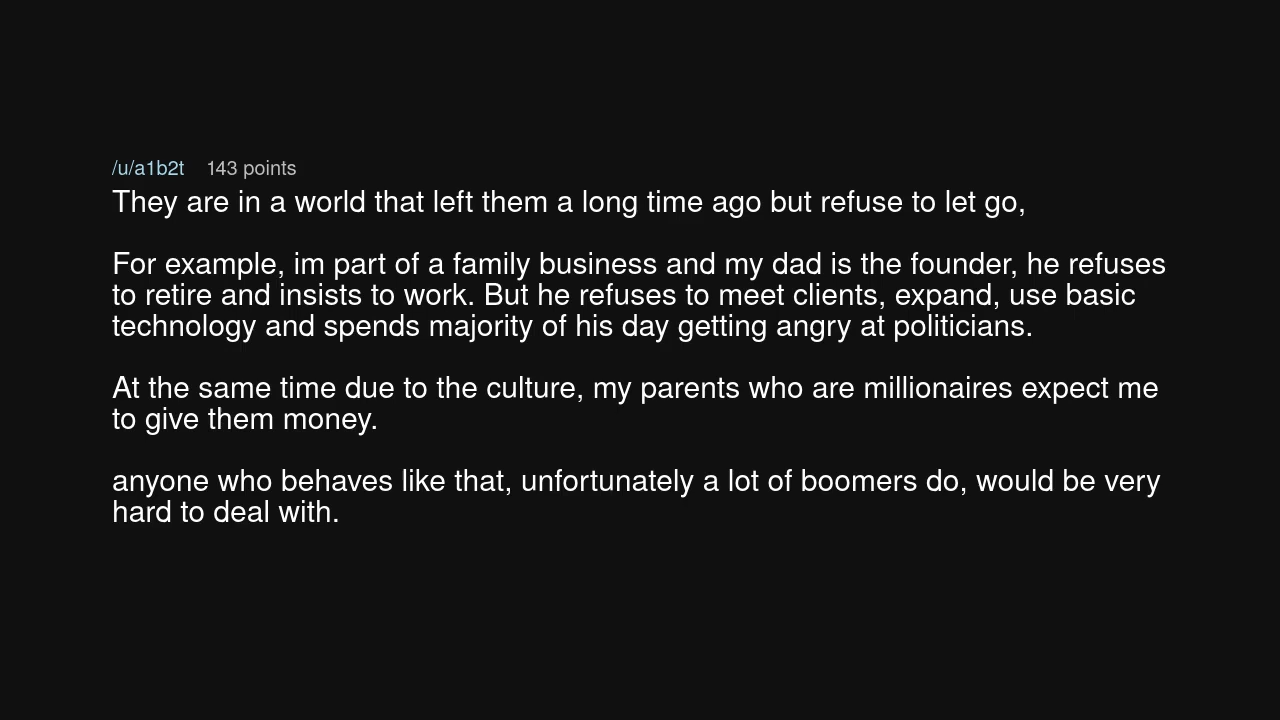 /u/a1b2t 143 points
They are in a world that left them a long time ago but refuse to let go,
For example, im part of a family business and my dad is the founder, he refuses
to retire and insists to work. But he refuses to meet clients, expand, use basic
technology and spends majority of his day getting angry at politicians.
At the same time due to the culture, my parents who are millionaires expect me
to give them money.
anyone who behaves like that, unfortunately a lot of boomers do, would be very
hard to deal with.